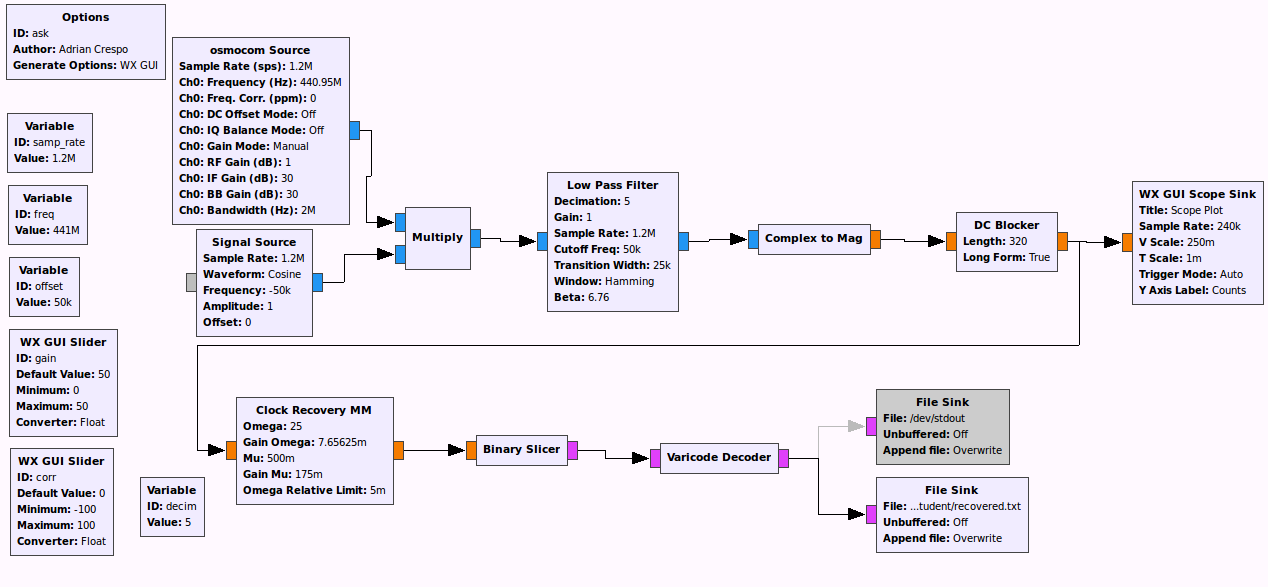 Options
ID: ask
Author: Adrian Crespo
Generate Options: WX GUI
osmocom Source
Sample Rate (sps): 1.2M
Ch0: Frequency (Hz): 440.95M
Ch0: Freq. Corr. (ppm): 0
Ch0: DC Offset Mode: Off
Ch0: IQ Balance Mode: Off
Ch0: Gain Mode: Manual
Ch0: RF Gain (dB): 1
Ch0: IF Gain (dB): 30
Ch0: BB Gain (dB): 30
Ch0: Bandwidth (Hz): 2M
Variable
ID: samp_rate
Value: 1.2M
Variable
ID: freq
Value: 441M
Variable
ID: offset
Value: 50k
Signal Source
Sample Rate: 1.2M
Waveform: Cosine
Frequency: -50k
Amplitude: 1
Offset: 0
Multiply
Low Pass Filter
Decimation: 5
Gain: 1
Sample Rate: 1.2M
Cutoff Freq: 50k
Transition Width: 25k
Window: Hamming
Beta: 6.76
Complex to Mag
DC Blocker
Length: 320
Long Form: True
WX GUI Scope Sink
Title: Scope Plot
Sample Rate: 240k
V Scale: 250m
T Scale: 1m
Trigger Mode: Auto
Y Axis Label: Counts
WX GUI Slider
ID: gain
Default Value: 50
Minimum: 0
Maximum: 50
Converter: Float
WX GUI Slider
ID: corr
Default Value: 0
Minimum: -100
Maximum: 100
Converter: Float
Variable
ID: decim
Value: 5
Clock Recovery MM
Omega: 25
Gain Omega: 7.65625m
Mu: 500m
Gain Mu: 175m
Omega Relative Limit: 5m
Binary Slicer
Varicode Decoder
File Sink
File: /dev/stdout
Unbuffered: Off
Append file: Overwrite
File Sink
File: ...tudent/recovered.txt
Unbuffered: Off
Append file: Overwrite